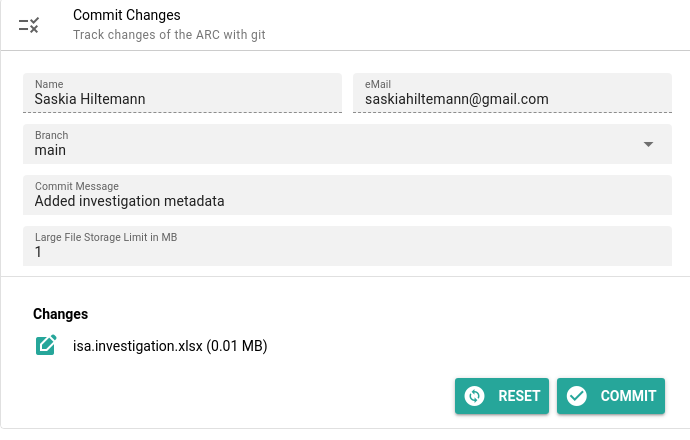 Commit Changes
Track changes of the ARC with git
Name
Saskia Hiltemann
eMail
saskiahiltemann@gmail.com
Branch
main
Commit Message
Added investigation metadata
Large File Storage Limit in MB
1
Changes
isa.investigation.xlsx (0.01 MB)
RESET
COMMIT